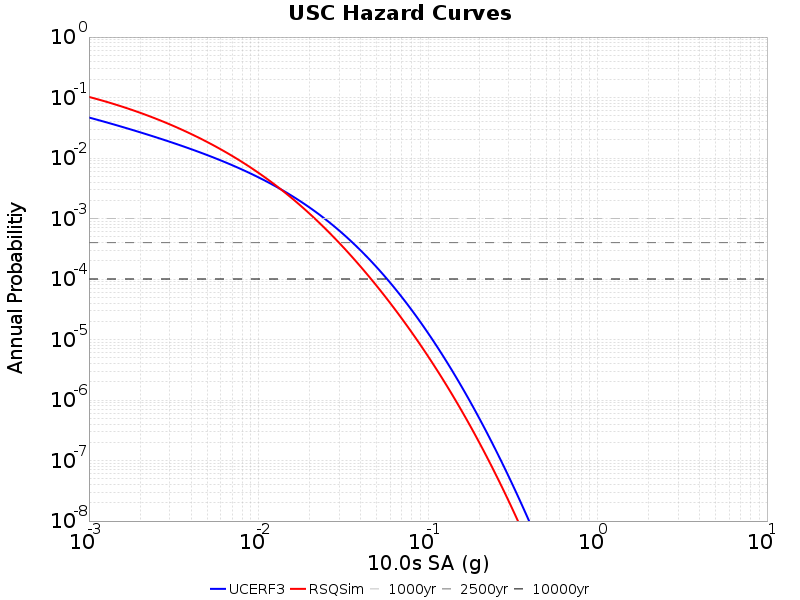 USC Hazard Curves
Annual Probabilitiy
10^0
10^-1
10^-2
10^-3
10^-4
10^-5
10^-6
10^-7
10^-8
10^-3 10^-2 10^-1 10^0 10^1
10.0s SA (g)
UCERF3 RSQSim 1000yr 2500yr 10000yr